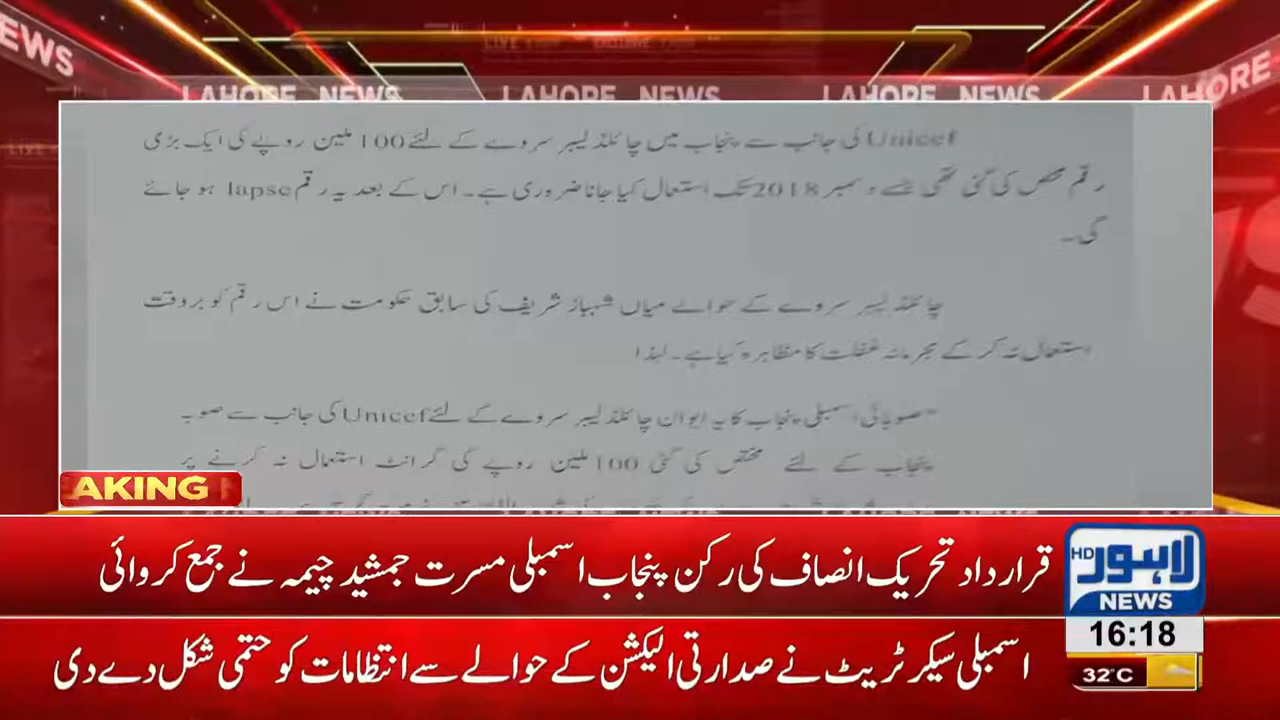 EWS
LAHORE NEWS LAHORE NEWS LAHORE NEWS LAHORE
Unicef کی جانب سے پنجاب میں چائلڈ لیبر سروے کے لئے 100 ملین روپے کی ایک بڑی
رقم مختص کی گئی تھی جسے دسمبر 2018 تک استعمال کیا جانا ضروری ہے۔ اس کے بعد یہ رقم lapse ہو جائے
گی۔
چائلڈ لیبر سروے کے حوالے میاں شہباز شریف کی سابق حکومت نے اس رقم کو بروقت
استعمال نہ کر کے مجرمانہ غفلت کا مظاہرہ کیا ہے۔ لہذا
"صوبائی اسمبلی پنجاب کا یہ ایوان چائلڈ لیبر سروے کے لئے Unicef کی جانب سے صوبہ
پنجاب کے لئے مختص کی گئی 100 ملین روپے کی گرانٹ استعمال نہ کرنے پر
AKING
قرارداد تحریک انصاف کی رکن پنجاب اسمبلی مسرت جمشید چیمہ نے جمع کروائی
اسمبلی سیکرٹریٹ نے صدارتی الیکشن کے حوالے سے انتظامات کو حتمی شکل دے دی
HD لاہور
NEWS
16:18
32°C